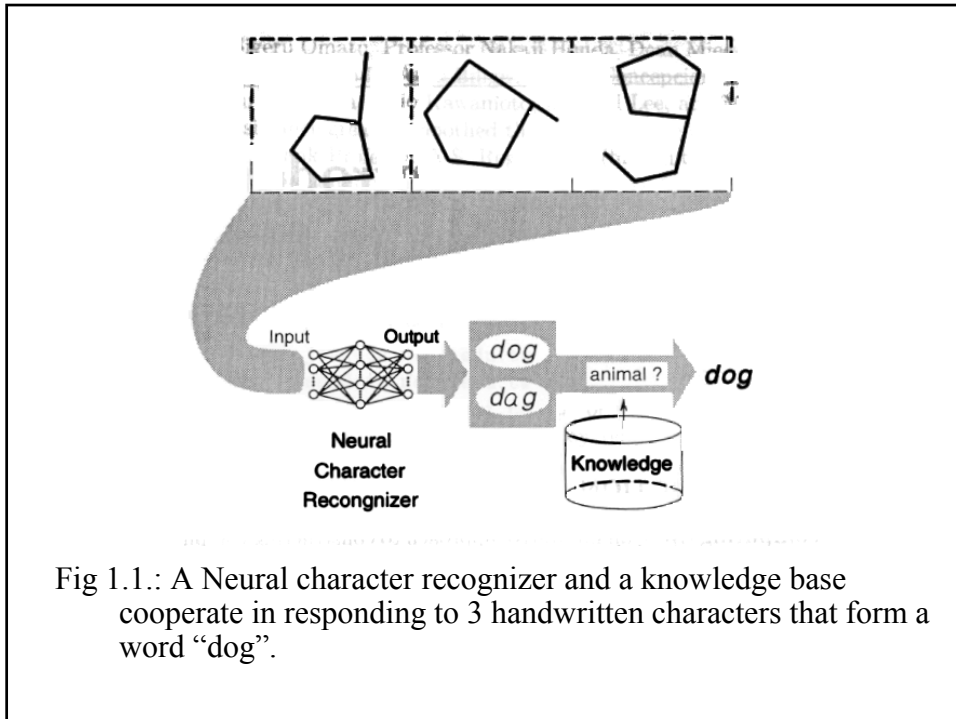 Input
Output
dog
dag
animal ?
dog
Neural
Character
Recongnizer
Knowledge
Fig 1.1.: A Neural character recognizer and a knowledge base
cooperate in responding to 3 handwritten characters that form a
word “dog”.